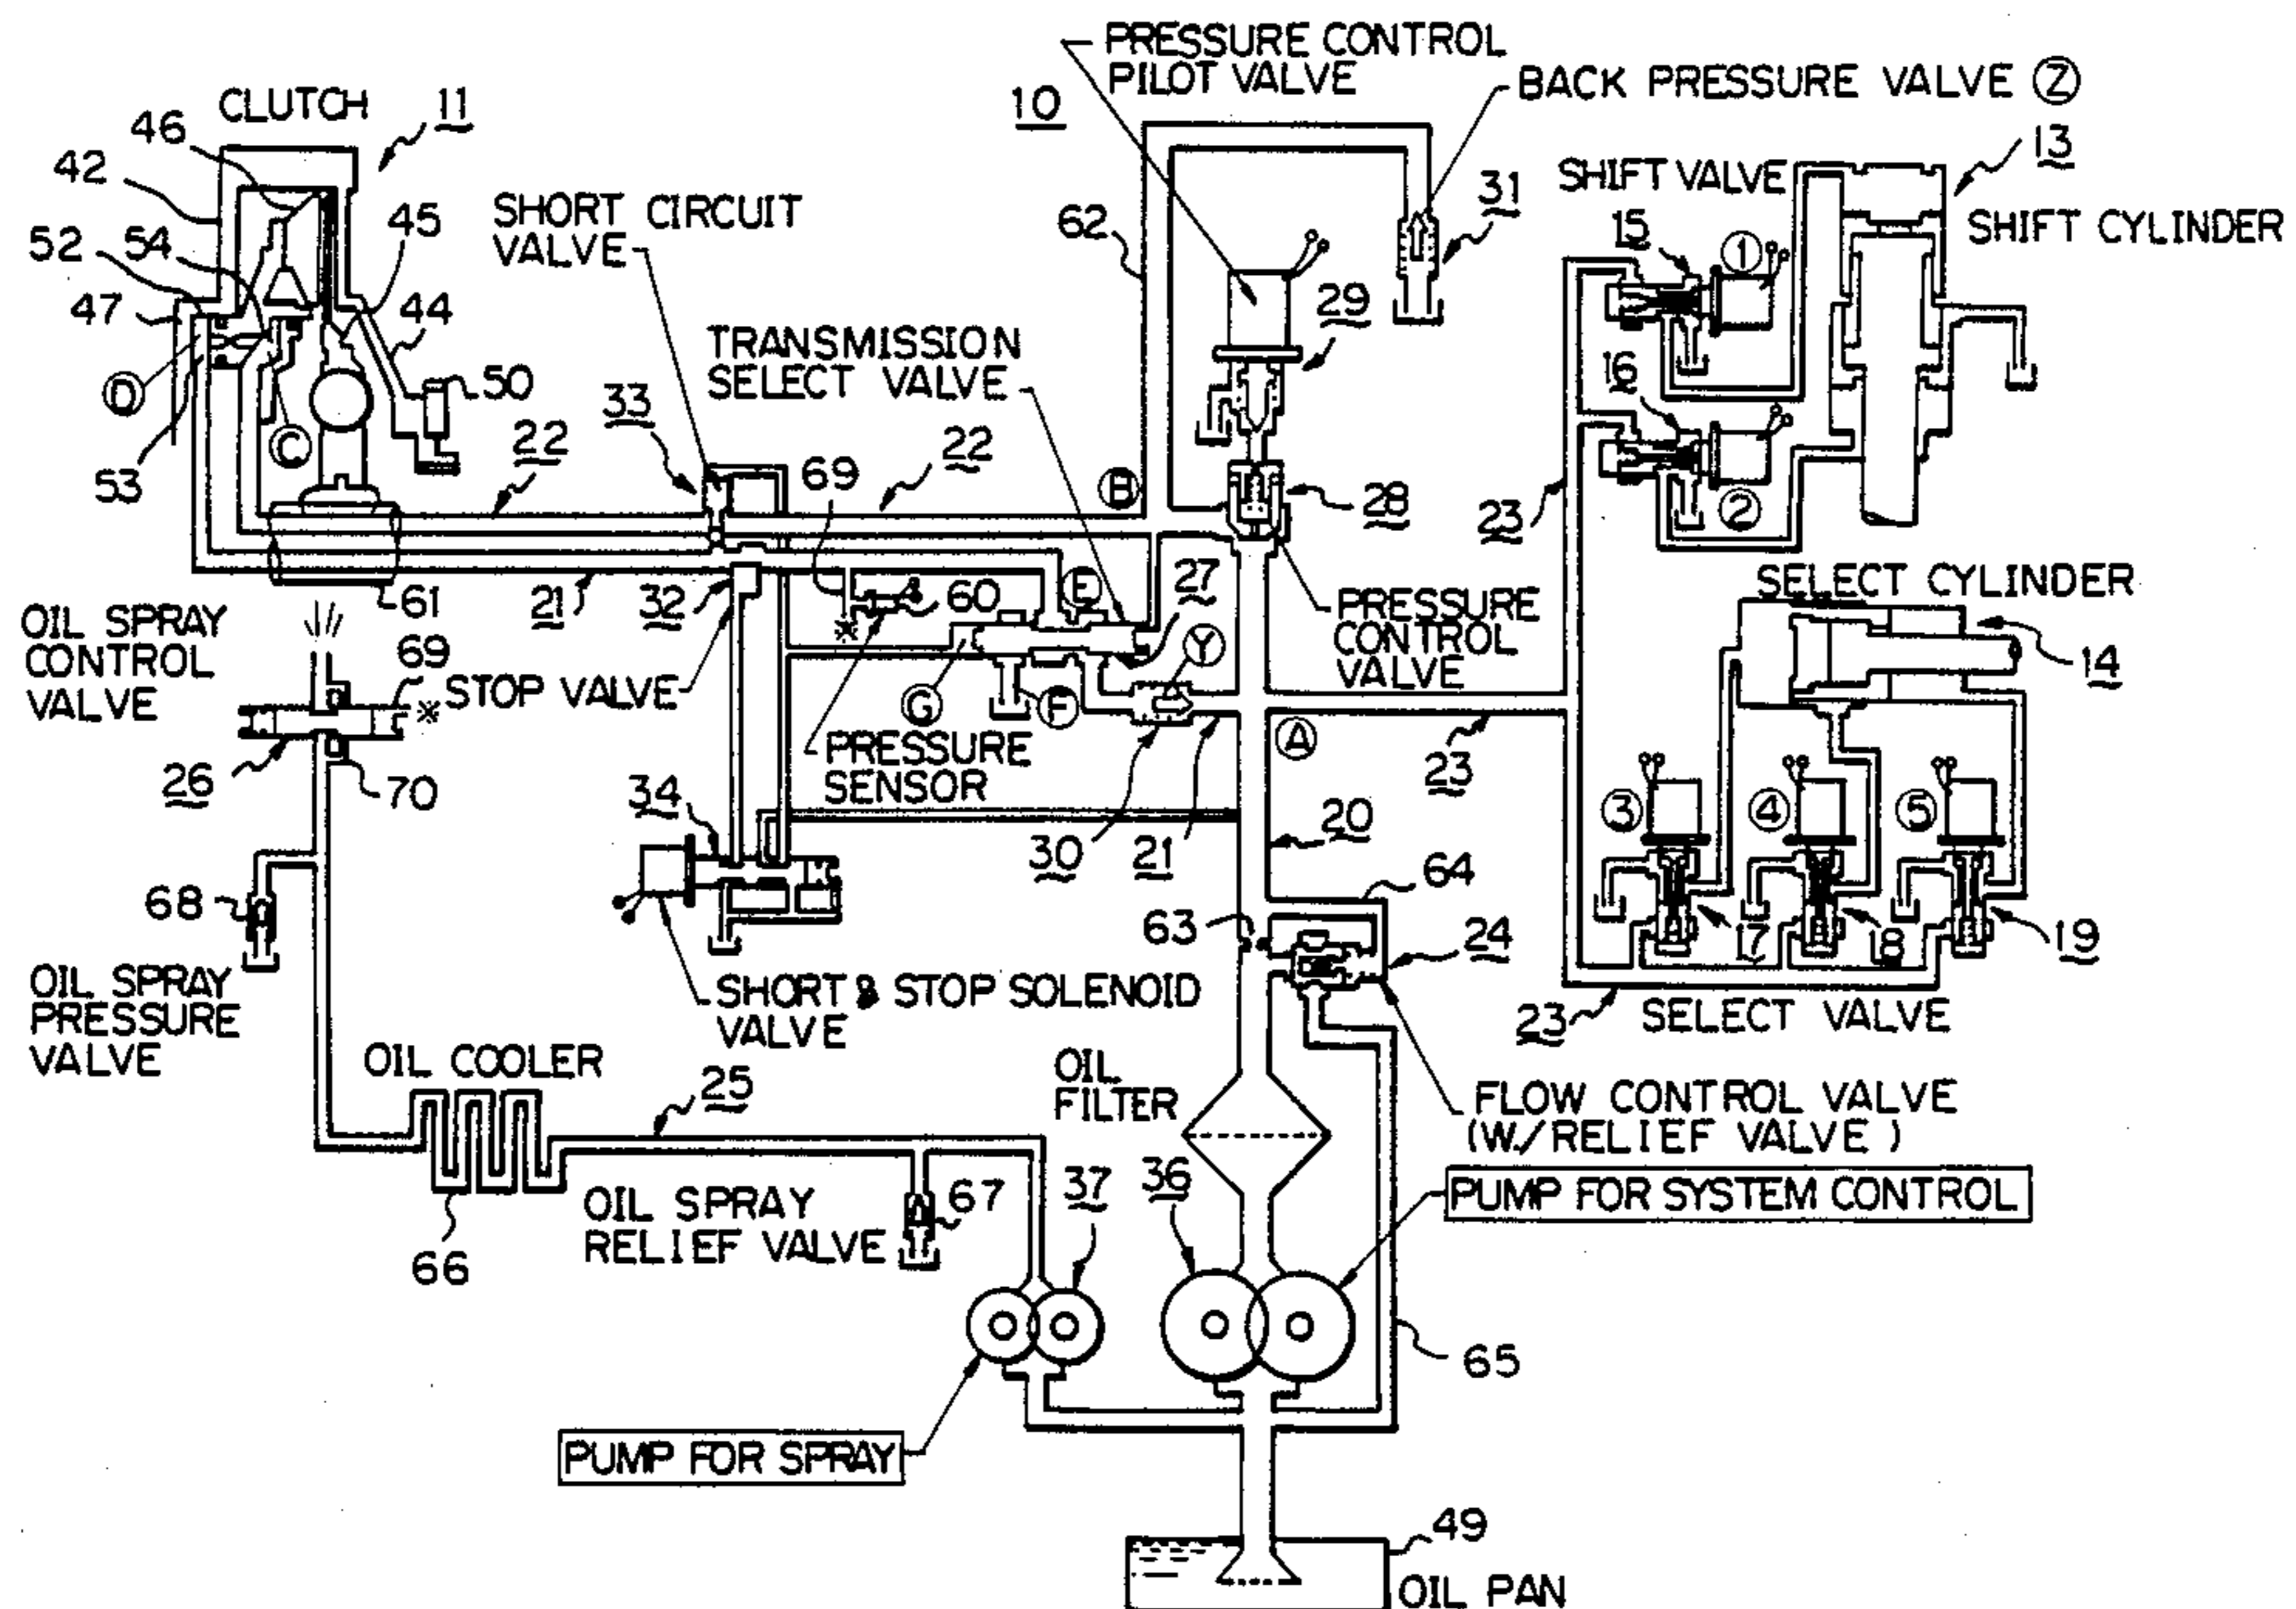 PRESSURE CONTROL
PILOT VALVE
BACK PRESSURE VALVE Ⓩ
10
CLUTCH
11
46
42
52
54
47
45
44
50
Ⓓ
53
Ⓒ
SHORT CIRCUIT
VALVE
62
31
29
SHIFT VALVE
13
SHIFT CYLINDER
15
①
16
②
TRANSMISSION
SELECT VALVE
33
22
69
22
Ⓑ
28
23
61
21
32
60
Ⓔ
27
PRESSURE
CONTROL
VALVE
SELECT CYLINDER
14
OIL SPRAY
CONTROL
VALVE
69
※
※
STOP VALVE
Ⓖ
Ⓕ
Ⓨ
Ⓐ
26
70
PRESSURE
SENSOR
30
21
20
23
34
③
④
⑤
64
63
24
17
18
19
68
SHORT & STOP SOLENOID
VALVE
23
SELECT VALVE
OIL SPRAY
PRESSURE
VALVE
OIL COOLER
25
OIL
FILTER
FLOW CONTROL VALVE
(W./RELIEF VALVE)
66
OIL SPRAY
RELIEF VALVE
67
37
36
PUMP FOR SYSTEM CONTROL
65
PUMP FOR SPRAY
49
OIL PAN